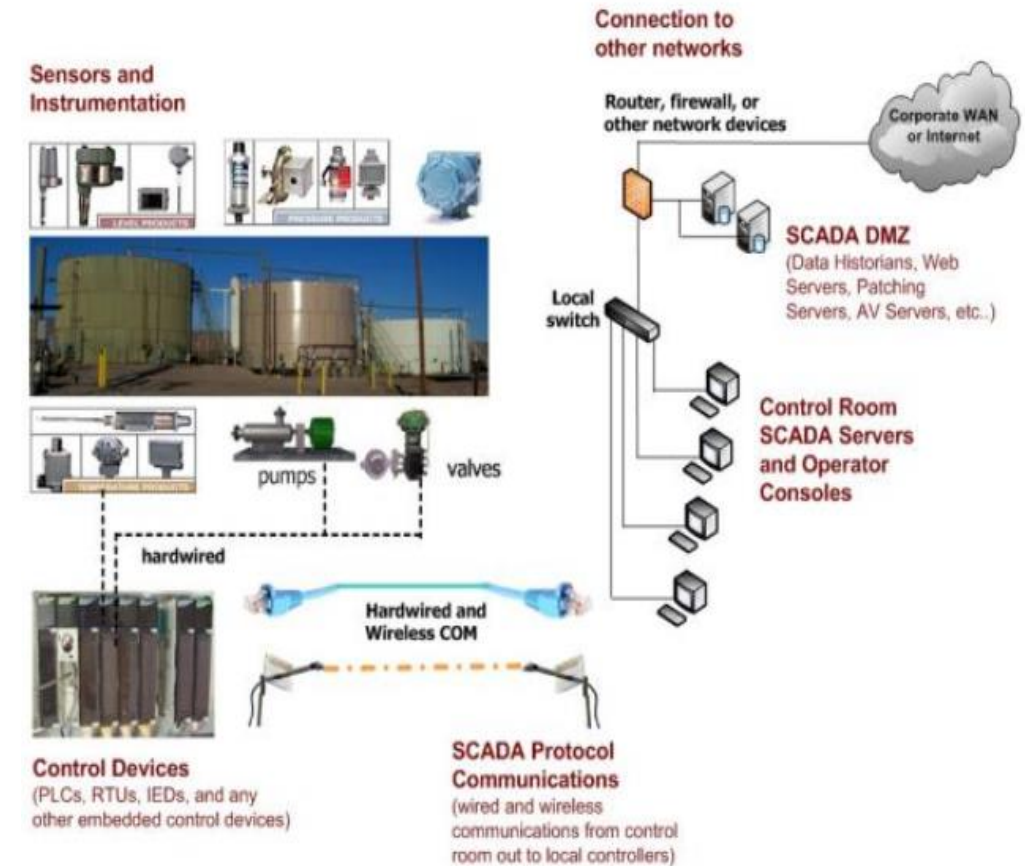 Connection to
other networks
Sensors and
Instrumentation
Router, firewall, or
other network devices
Corporate WAN
or Internet
LEVEL PRODUCTS
PRESSURE PRODUCTS
SCADA DMZ
(Data Historians, Web
Servers, Patching
Servers, AV Servers, etc..)
Local
switch
Control Room
SCADA Servers
and Operator
Consoles
TEMPERATURE PRODUCTS
pumps
valves
hardwired
Hardwired and
Wireless COM
Control Devices
(PLCs, RTUs, IEDs, and any
other embedded control devices)
SCADA Protocol
Communications
(wired and wireless
communications from control
room out to local controllers)